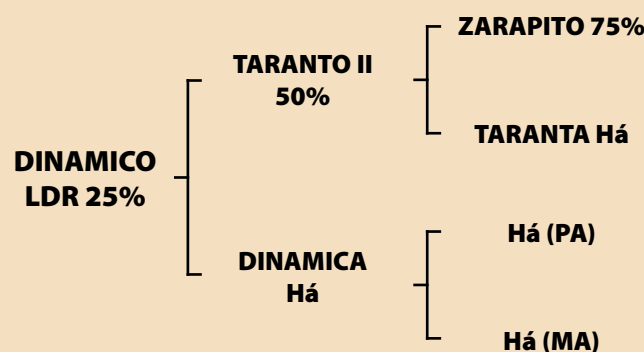 DINAMICO
LDR 25%
TARANTO II
50%
DINAMICA
Há
ZARAPITO 75%
TARANTA Há
Há (PA)
Há (MA)